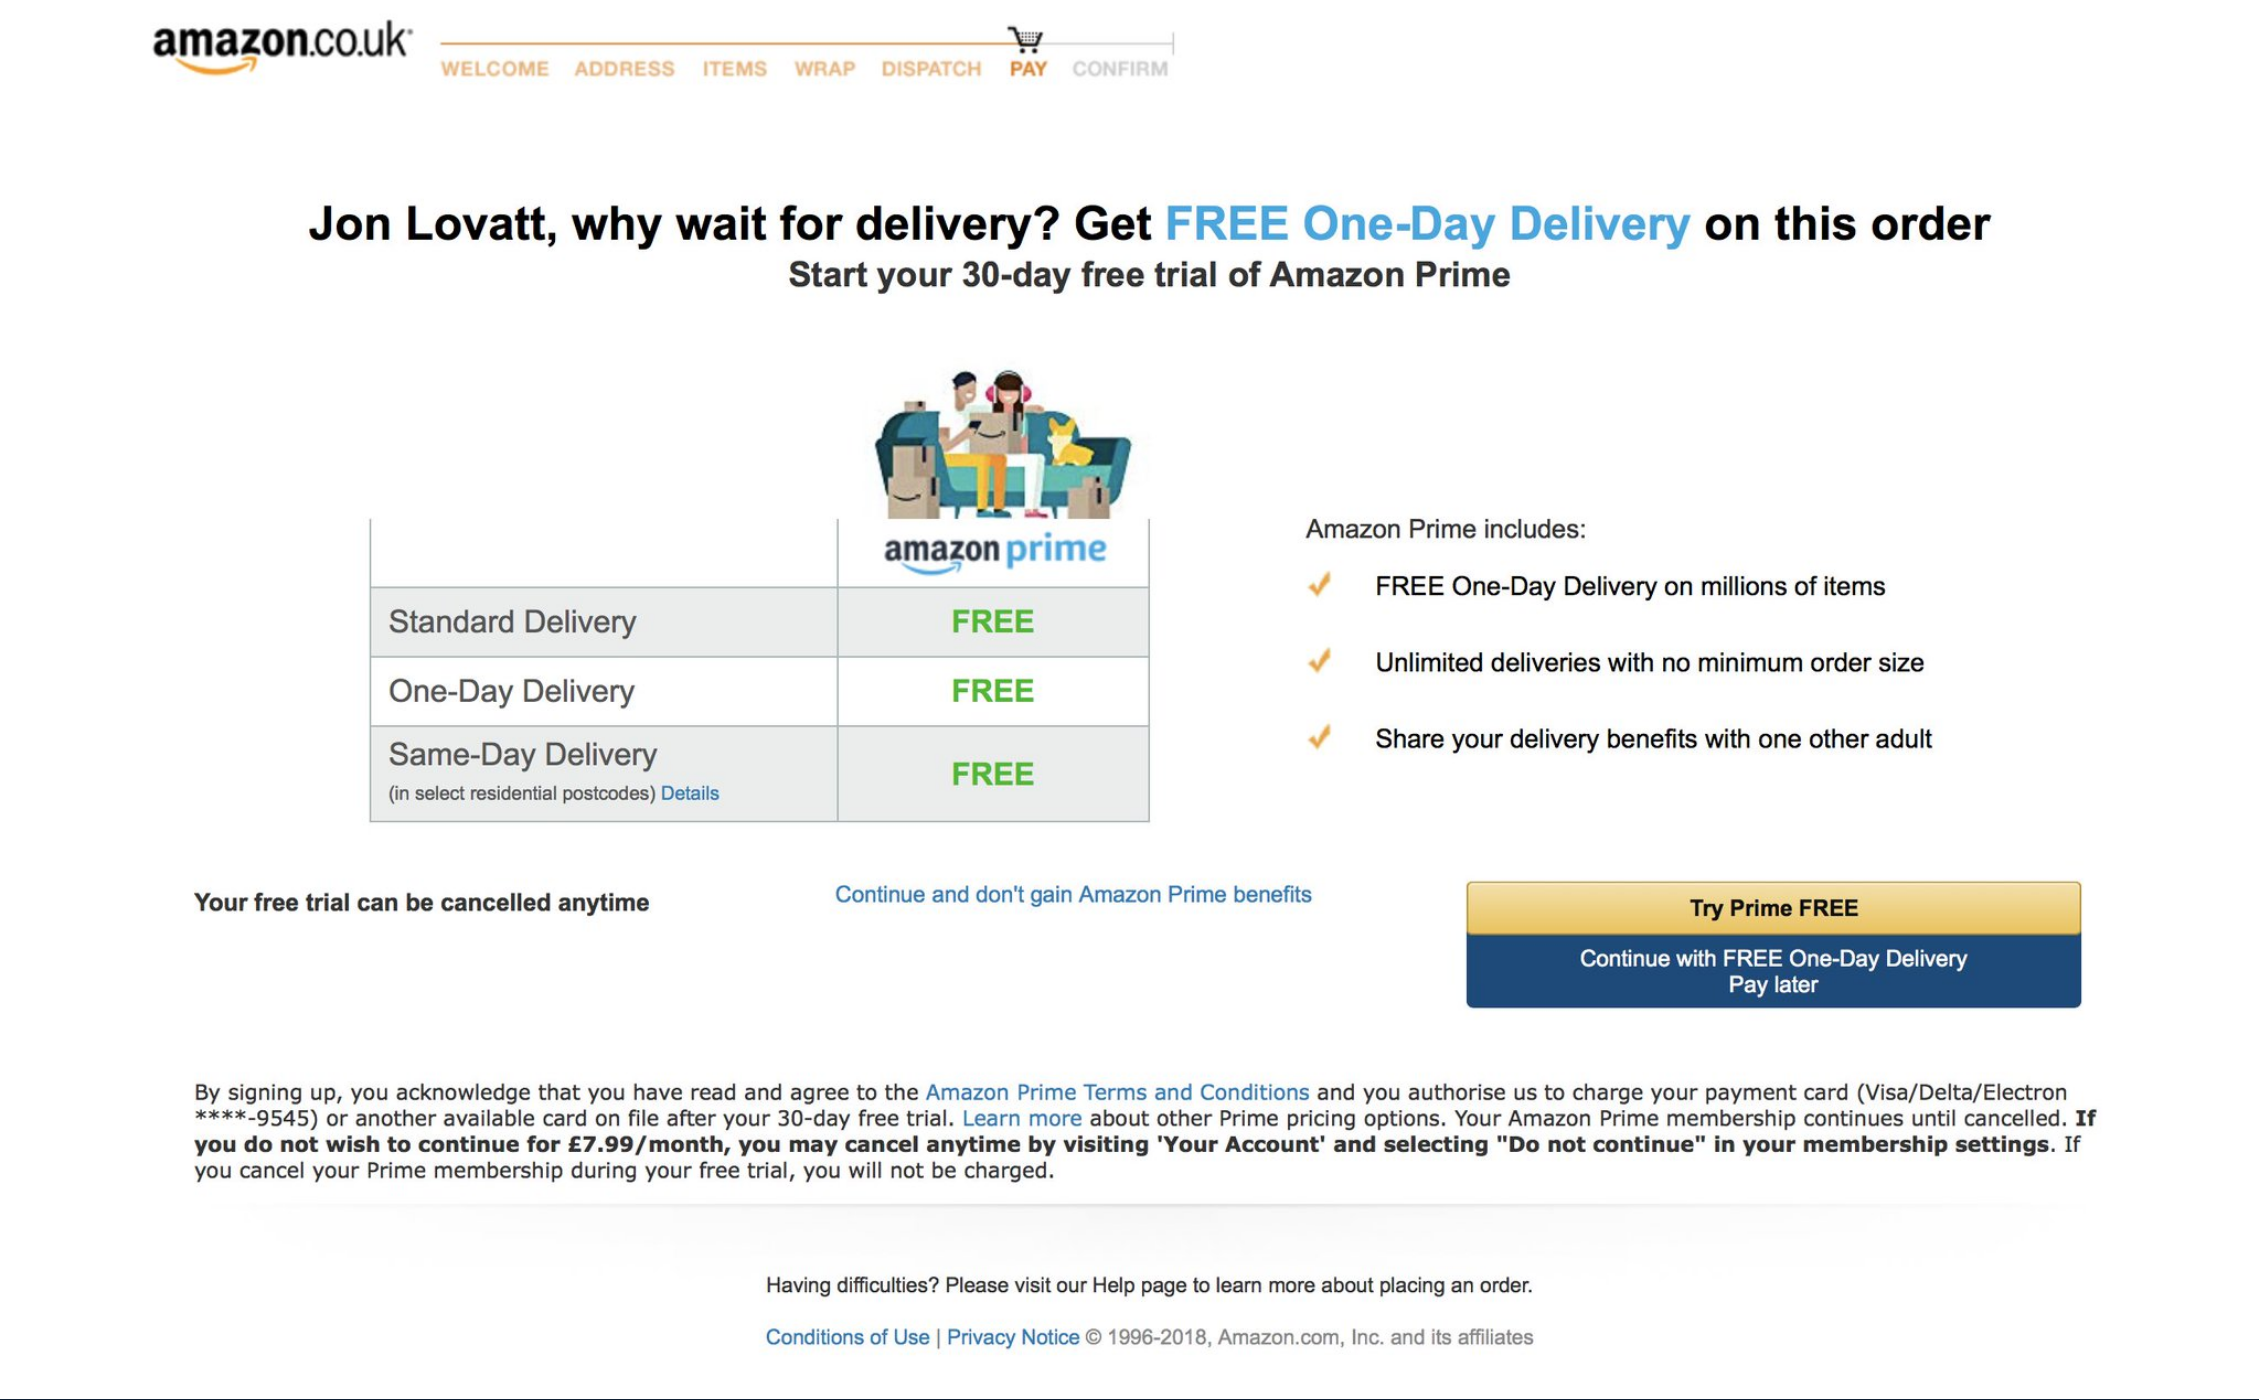 amazon.co.uk
WELCOME ADDRESS ITEMS WRAP DISPATCH PAY CONFIRM
Jon Lovatt, why wait for delivery? Get FREE One-Day Delivery on this order
Start your 30-day free trial of Amazon Prime
amazon prime
Standard Delivery FREE
One-Day Delivery FREE
Same-Day Delivery
(in select residential postcodes) Details
FREE
Amazon Prime includes:
FREE One-Day Delivery on millions of items
Unlimited deliveries with no minimum order size
Share your delivery benefits with one other adult
Your free trial can be cancelled anytime
Continue and don't gain Amazon Prime benefits
Try Prime FREE
Continue with FREE One-Day Delivery
Pay later
By signing up, you acknowledge that you have read and agree to the Amazon Prime Terms and Conditions and you authorise us to charge your payment card (Visa/Delta/Electron
****-9545) or another available card on file after your 30-day free trial. Learn more about other Prime pricing options. Your Amazon Prime membership continues until cancelled. If
you do not wish to continue for £7.99/month, you may cancel anytime by visiting 'Your Account' and selecting "Do not continue" in your membership settings. If
you cancel your Prime membership during your free trial, you will not be charged.
Having difficulties? Please visit our Help page to learn more about placing an order.
Conditions of Use | Privacy Notice © 1996-2018, Amazon.com, Inc. and its affiliates